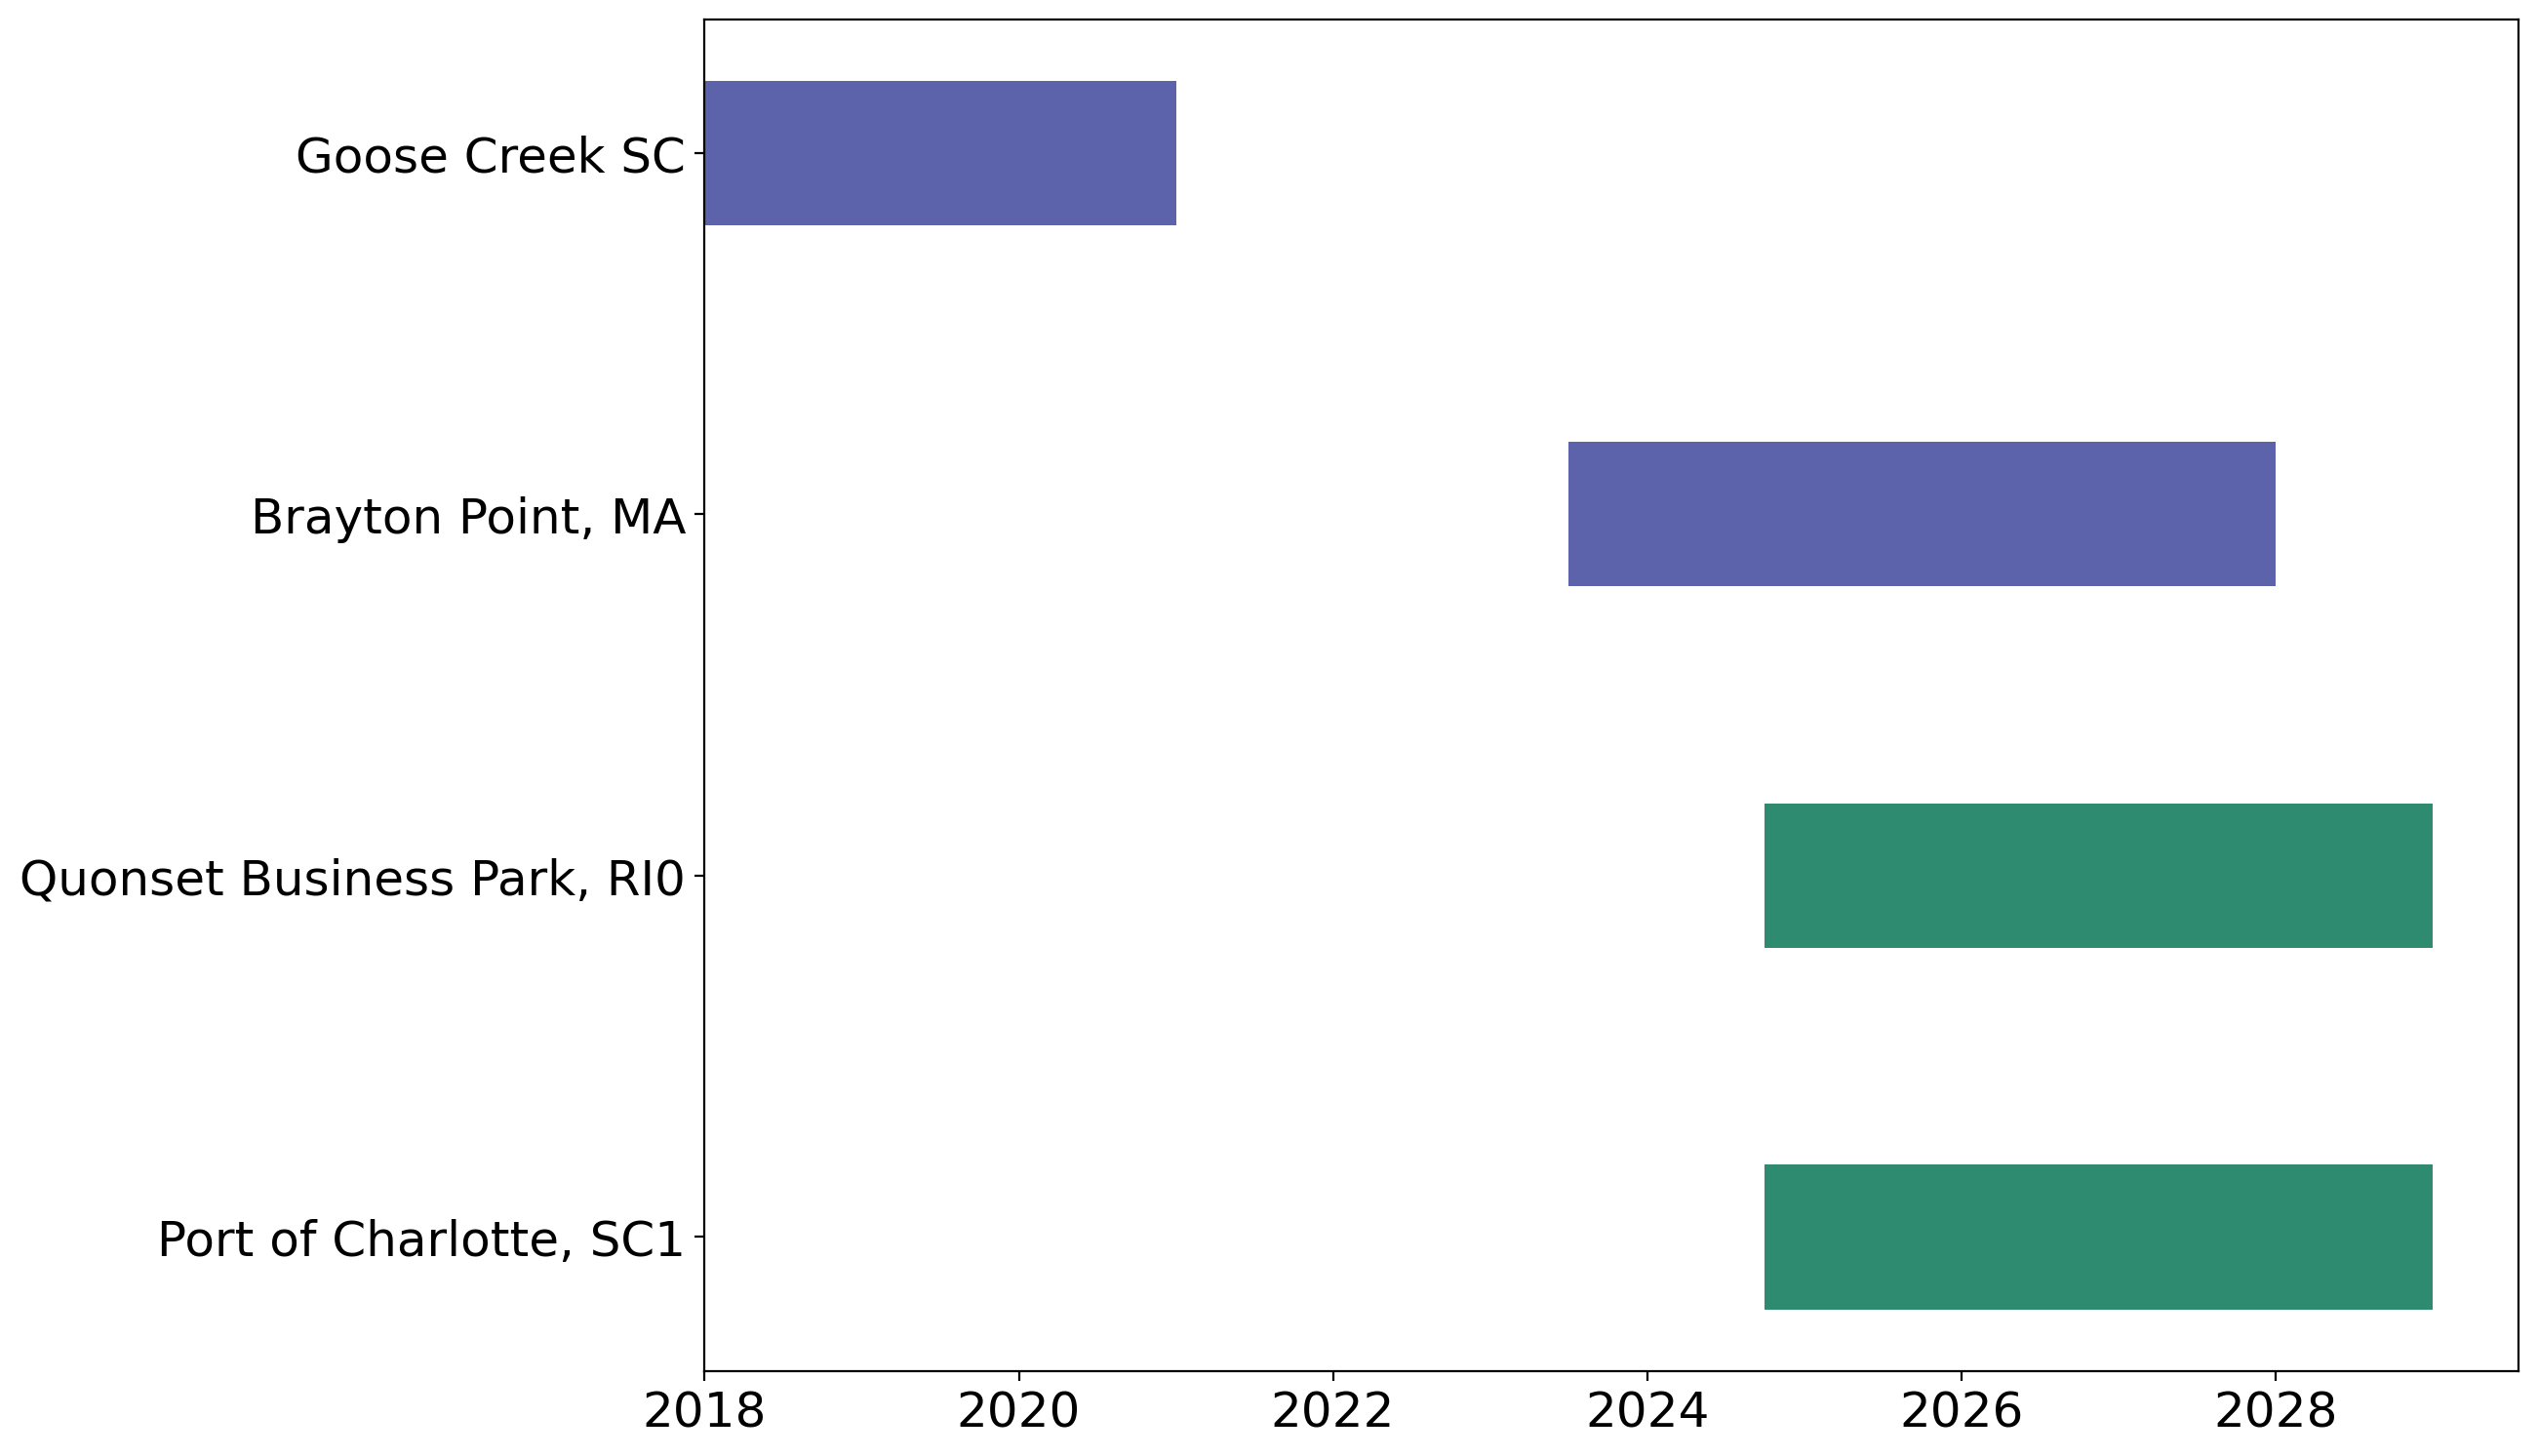 Goose Creek SC
Brayton Point, MA
Quonset Business Park, RI0
Port of Charlotte, SC1
2018 2020 2022 2024 2026 2028